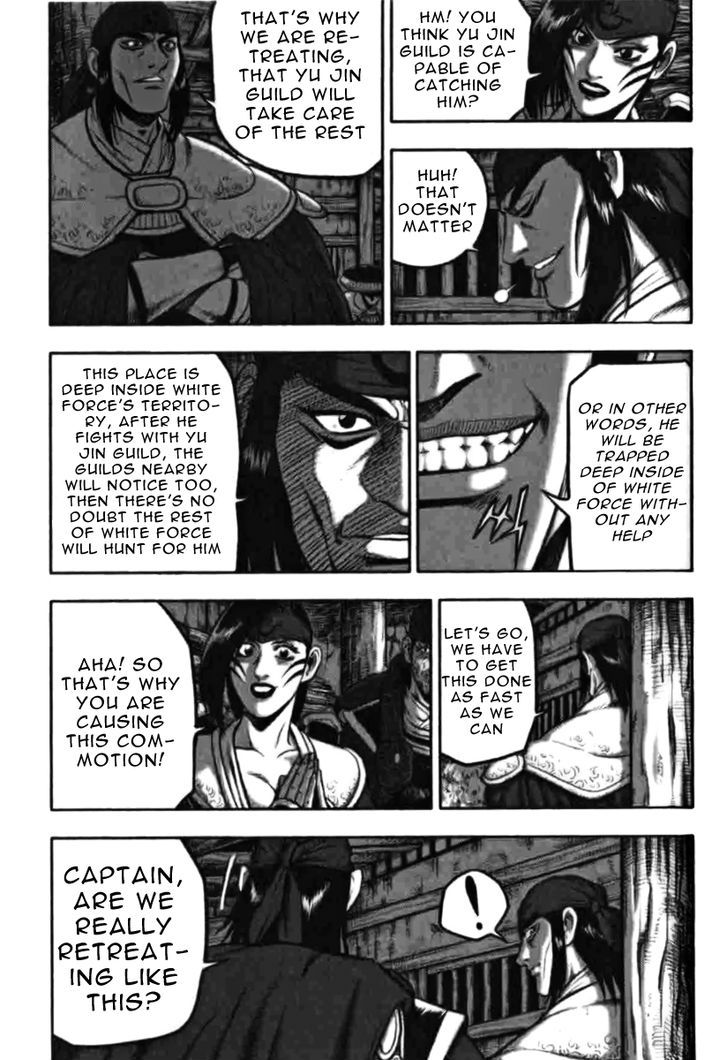 THAT'S WHY
WE ARE RE-
TREATING,
THAT YU JIN
GUILD WILL
TAKE CARE
OF THE REST
HM! YOU
THINK YU JIN
GUILD IS CA-
PABLE OF
CATCHING
HIM?
HUH!
THAT
DOESN'T
MATTER
THIS PLACE IS
DEEP INSIDE WHITE
FORCE'S TERRITO-
RY, AFTER HE
FIGHTS WITH YU
JIN GUILD, THE
GUILDS NEARBY
WILL NOTICE TOO,
THEN THERE'S NO
DOUBT THE REST
OF WHITE FORCE
WILL HUNT FOR HIM
OR IN OTHER
WORDS, HE
WILL BE
TRAPPED
DEEP INSIDE
OF WHITE
FORCE WITH-
OUT ANY
HELP
AHA! SO
THAT'S WHY
YOU ARE
CAUSING
THIS COM-
MOTION!
LET'S GO,
WE HAVE
TO GET
THIS DONE
AS FAST
AS WE
CAN
CAPTAIN,
ARE WE
REALLY
RETREAT-
ING LIKE
THIS?
!